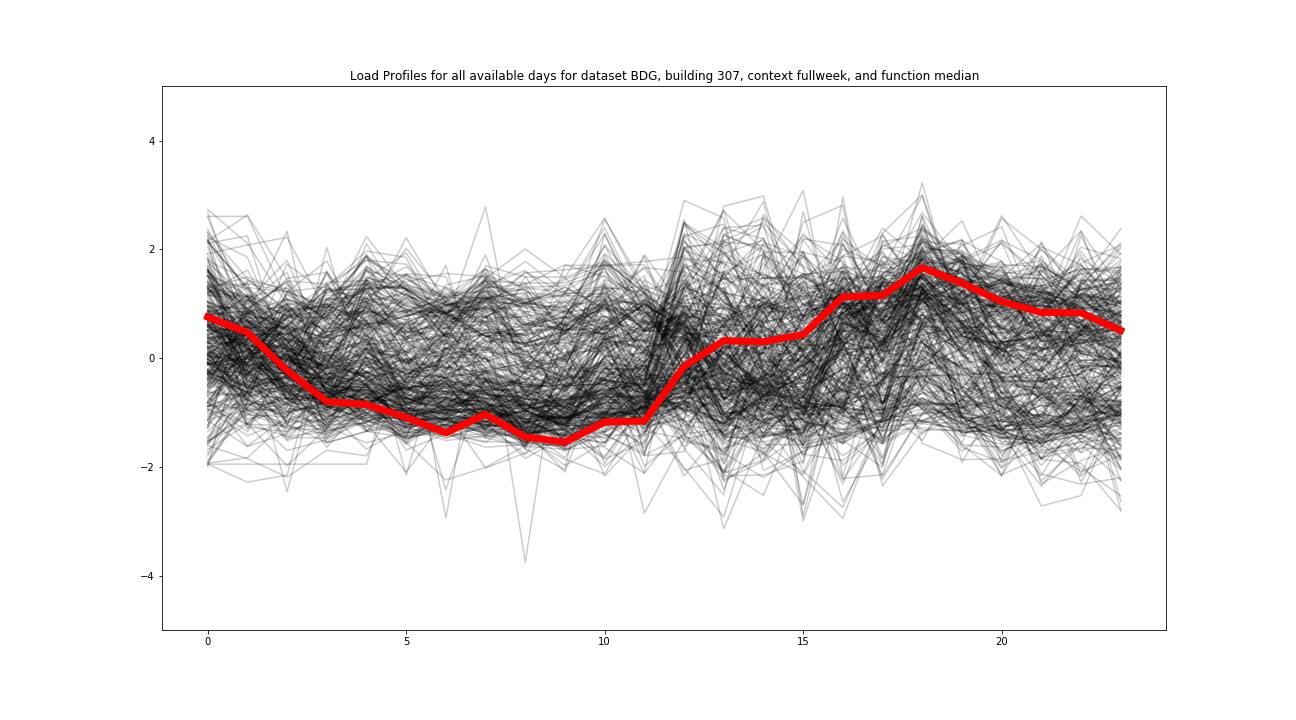 Load Profiles for all available days for dataset BDG, building 307, context fullweek, and function median
4
2
0
−2
−4
0 5 10 15 20